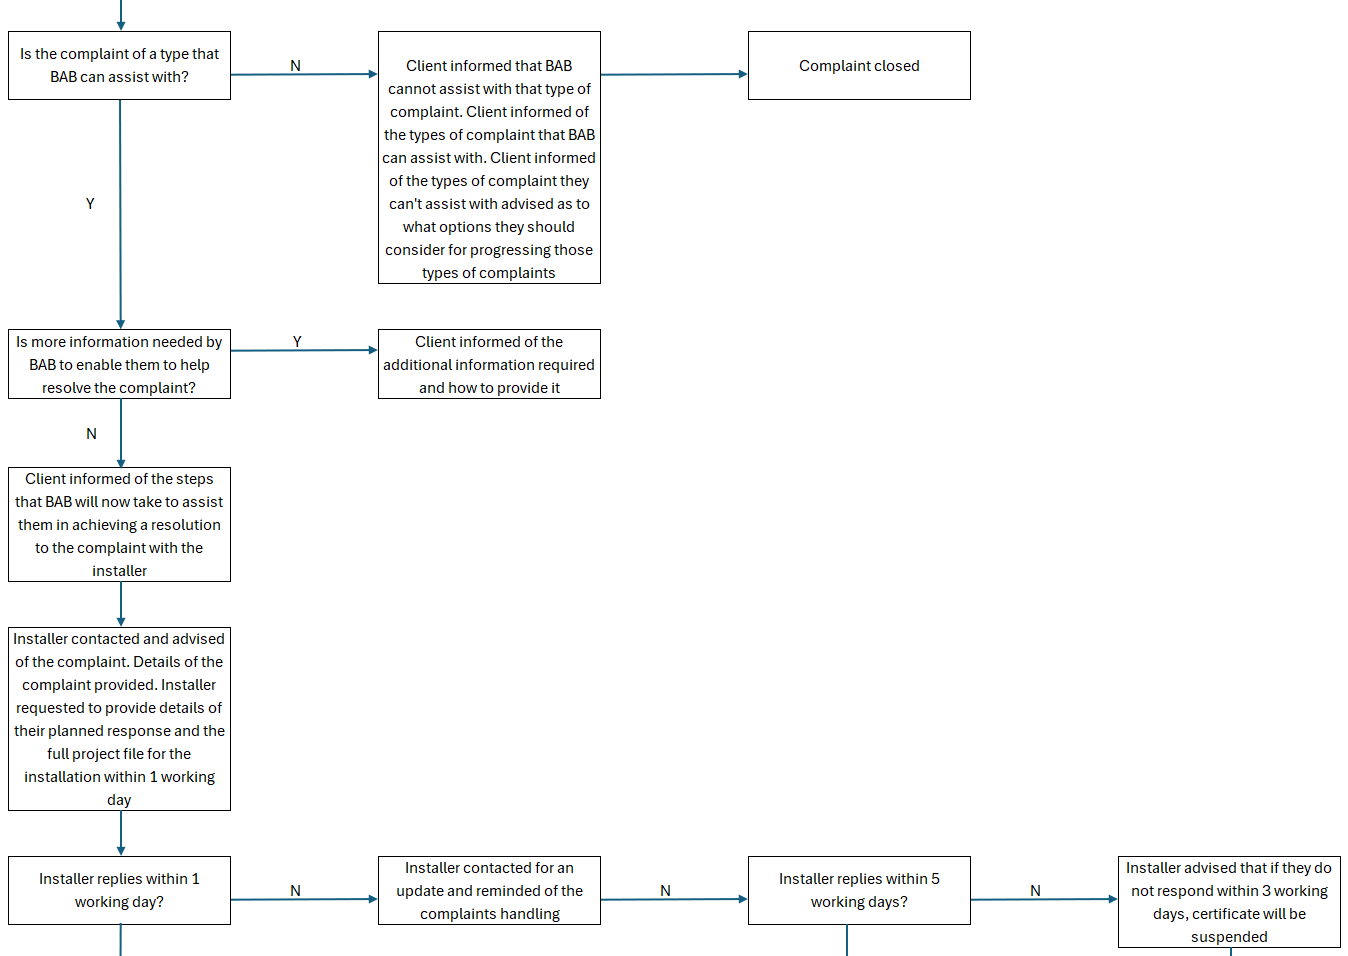 Is the complaint of a type that
BAB can assist with?
N
Client informed that BAB
cannot assist with that type of
complaint. Client informed of
the types of complaint that BAB
can assist with. Client informed
of the types of complaint they
can't assist with advised as to
what options they should
consider for progressing those
types of complaints
Complaint closed
Y
Is more information needed by
BAB to enable them to help
resolve the complaint?
Y
Client informed of the
additional information required
and how to provide it
N
Client informed of the steps
that BAB will now take to assist
them in achieving a resolution
to the complaint with the
installer
Installer contacted and advised
of the complaint. Details of the
complaint provided. Installer
requested to provide details of
their planned response and the
full project file for the
installation within 1 working
day
Installer replies within 1
working day?
N
Installer contacted for an
update and reminded of the
complaints handling
N
Installer replies within 5
working days?
N
Installer advised that if they do
not respond within 3 working
days, certificate will be
suspended